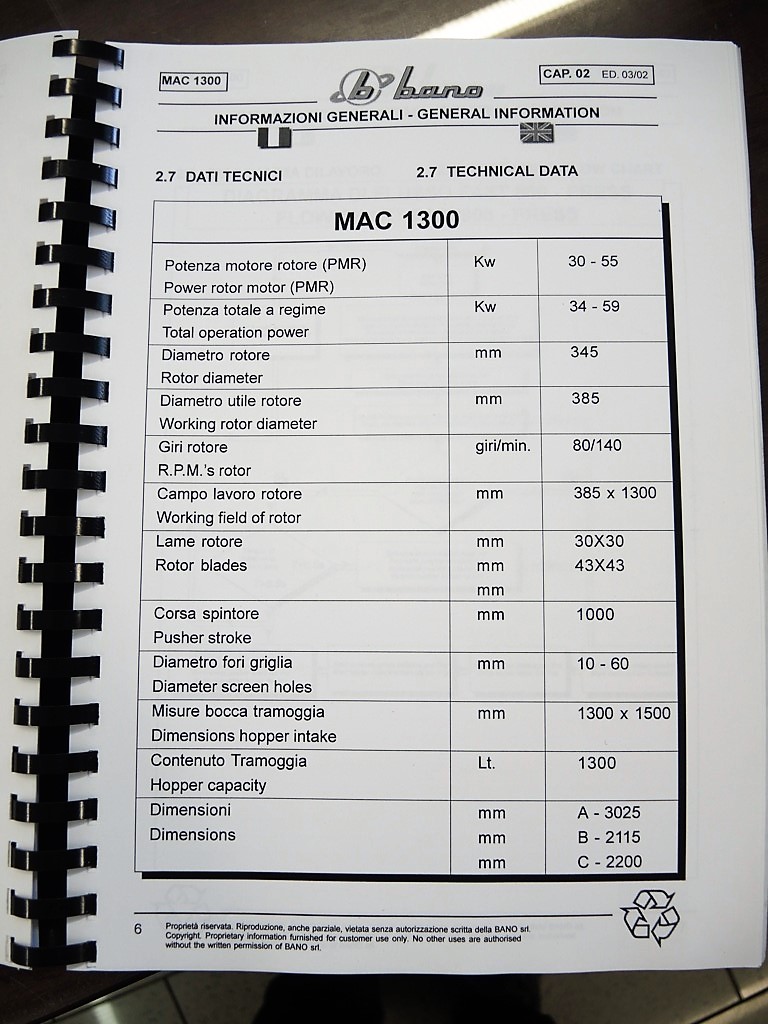 MAC 1300
b bano
CAP. 02 ED. 03/02
INFORMAZIONI GENERALI - GENERAL INFORMATION
2.7 DATI TECNICI
2.7 TECHNICAL DATA
MAC 1300
Potenza motore rotore (PMR) Kw 30 - 55
Power rotor motor (PMR)
Potenza totale a regime Kw 34 - 59
Total operation power
Diametro rotore mm 345
Rotor diameter
Diametro utile rotore mm 385
Working rotor diameter
Giri rotore giri/min. 80/140
R.P.M.'s rotor
Campo lavoro rotore mm 385 x 1300
Working field of rotor
Lame rotore mm 30X30
Rotor blades mm 43X43
mm
Corsa spintore mm 1000
Pusher stroke
Diametro fori griglia mm 10 - 60
Diameter screen holes
Misure bocca tramoggia mm 1300 x 1500
Dimensions hopper intake
Contenuto Tramoggia Lt. 1300
Hopper capacity
Dimensioni mm A - 3025
Dimensions mm B - 2115
mm C - 2200
6
Proprietà riservata. Riproduzione, anche parziale, vietata senza autorizzazione scritta della BANO srl.
Copyright. Proprietary information furnished for customer use only. No other uses are authorised
without the written permission of BANO srl.